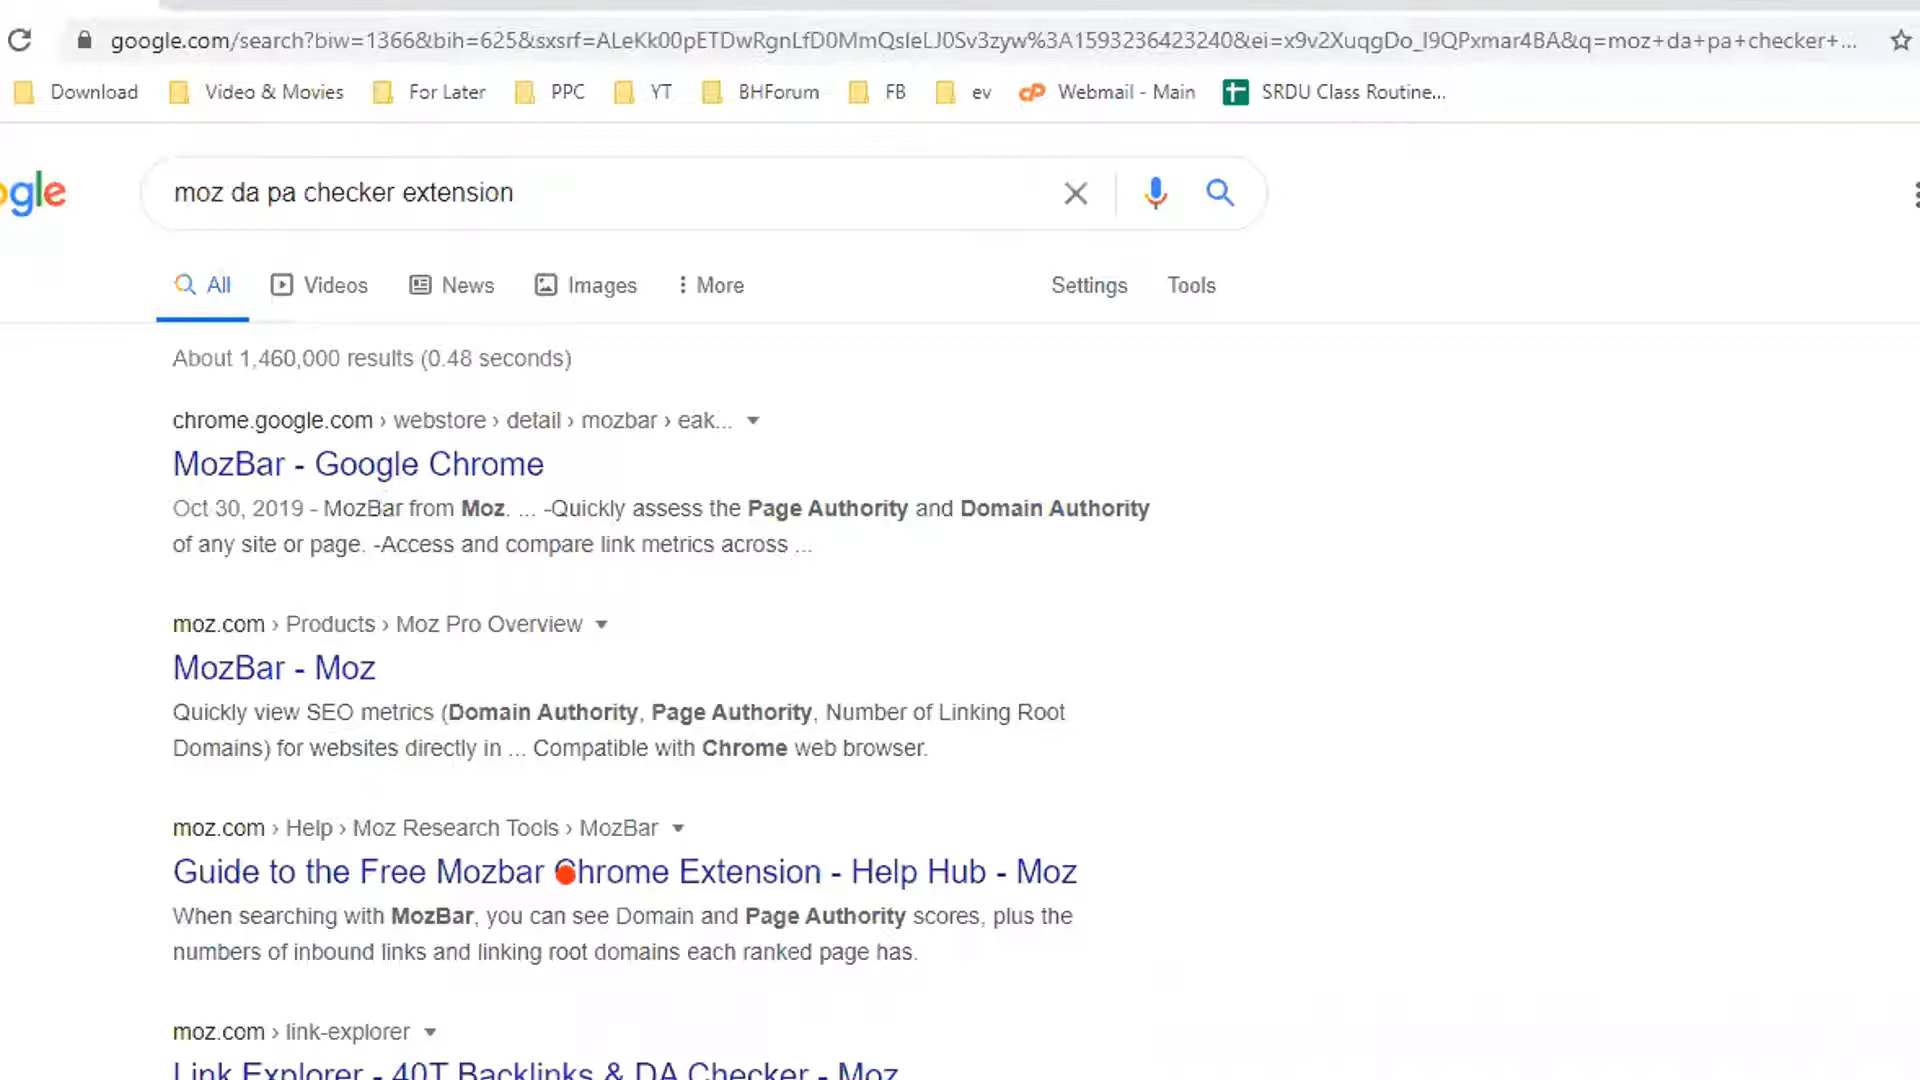 google.com/search?biw=1366&bih=625&sxsrf=ALeKk00pETDwRgnLfD0MmQsIeLJ0Sv3zyw%3A1593236423240&ei=x9v2XuqgDo_I9QPxmar4BA&q=moz+da+pa+checker+...
Download Video & Movies For Later PPC YT BHForum FB ev Webmail - Main SRDU Class Routine...
ogle moz da pa checker extension
All Videos News Images More Settings Tools
About 1,460,000 results (0.48 seconds)
chrome.google.com › webstore › detail › mozbar › eak...
MozBar - Google Chrome
Oct 30, 2019 - MozBar from Moz. ... -Quickly assess the Page Authority and Domain Authority
of any site or page. -Access and compare link metrics across ...
moz.com › Products › Moz Pro Overview
MozBar - Moz
Quickly view SEO metrics (Domain Authority, Page Authority, Number of Linking Root
Domains) for websites directly in ... Compatible with Chrome web browser.
moz.com › Help › Moz Research Tools › MozBar
Guide to the Free Mozbar Chrome Extension - Help Hub - Moz
When searching with MozBar, you can see Domain and Page Authority scores, plus the
numbers of inbound links and linking root domains each ranked page has.
moz.com › link-explorer
Link Explorer - 40T Backlinks & DA Checker - Moz